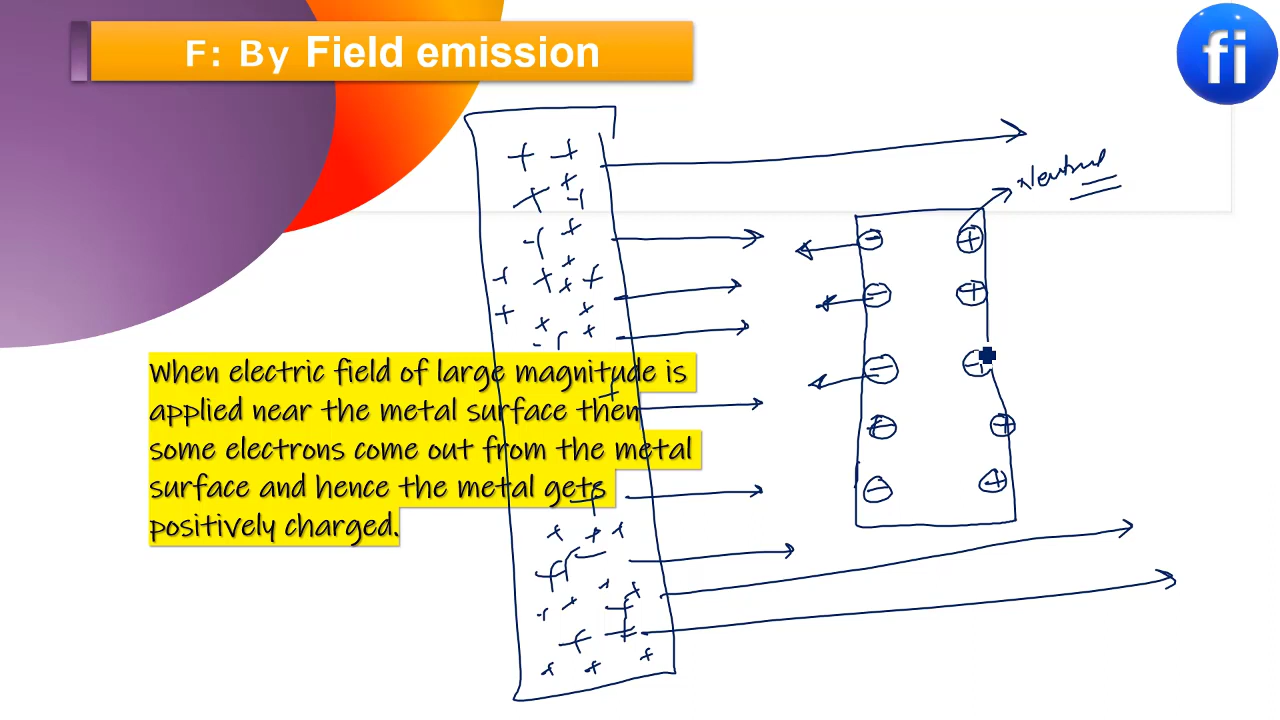 F: By Field emission
fi
Neutral
When electric field of large magnitude is
applied near the metal surface then
some electrons come out from the metal
surface and hence the metal gets
positively charged.